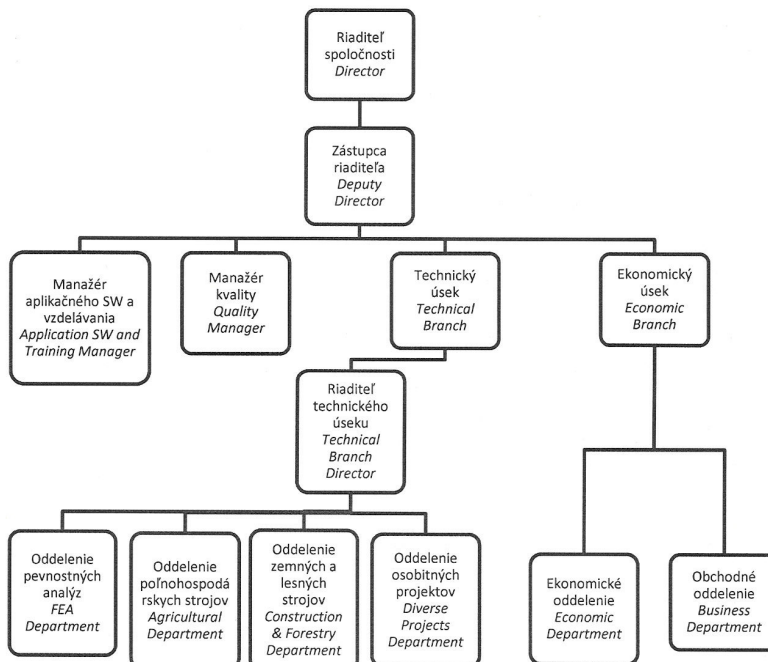 Riaditeľ
spoločnosti
Director
Zástupca
riaditeľa
Deputy
Director
Manažér
aplikačného SW a
vzdelávania
Application SW and
Training Manager
Manažér
kvality
Quality
Manager
Technický
úsek
Technical
Branch
Ekonomický
úsek
Economic
Branch
Riaditeľ
technického
úseku
Technical
Branch
Director
Oddelenie
pevnostných
analýz
FEA
Department
Oddelenie
poľnohospodá
rskych strojov
Agricultural
Department
Oddelenie
zemných a
lesných
strojov
Construction
& Forestry
Department
Oddelenie
osobitných
projektov
Diverse
Projects
Department
Ekonomické
oddelenie
Economic
Department
Obchodné
oddelenie
Business
Department